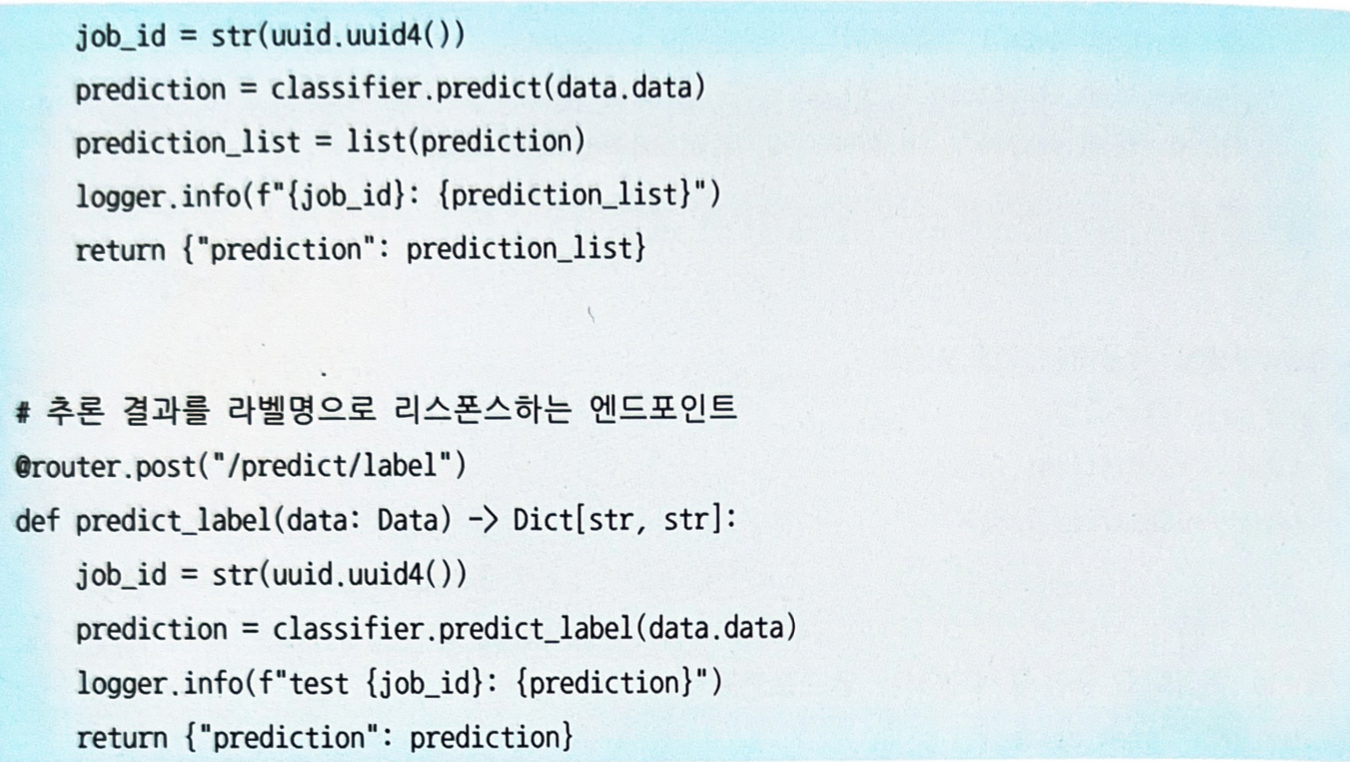 job_id = str(uuid.uuid4())
    prediction = classifier.predict(data.data)
    prediction_list = list(prediction)
    logger.info(f"{job_id}: {prediction_list}")
    return {"prediction": prediction_list}
# 추론 결과를 라벨명으로 리스폰스하는 엔드포인트
@router.post("/predict/label")
def predict_label(data: Data) -> Dict[str, str]:
    job_id = str(uuid.uuid4())
    prediction = classifier.predict_label(data.data)
    logger.info(f"test {job_id}: {prediction}")
    return {"prediction": prediction}